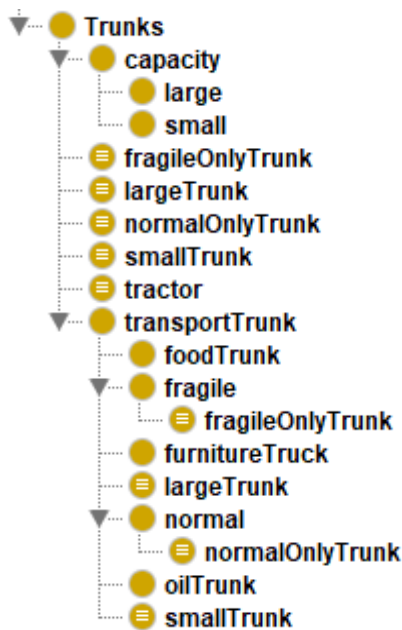 Trunks
capacity
large
small
fragileOnlyTrunk
largeTrunk
normalOnlyTrunk
smallTrunk
tractor
transportTrunk
foodTrunk
fragile
fragileOnlyTrunk
furnitureTruck
largeTrunk
normal
normalOnlyTrunk
oilTrunk
smallTrunk